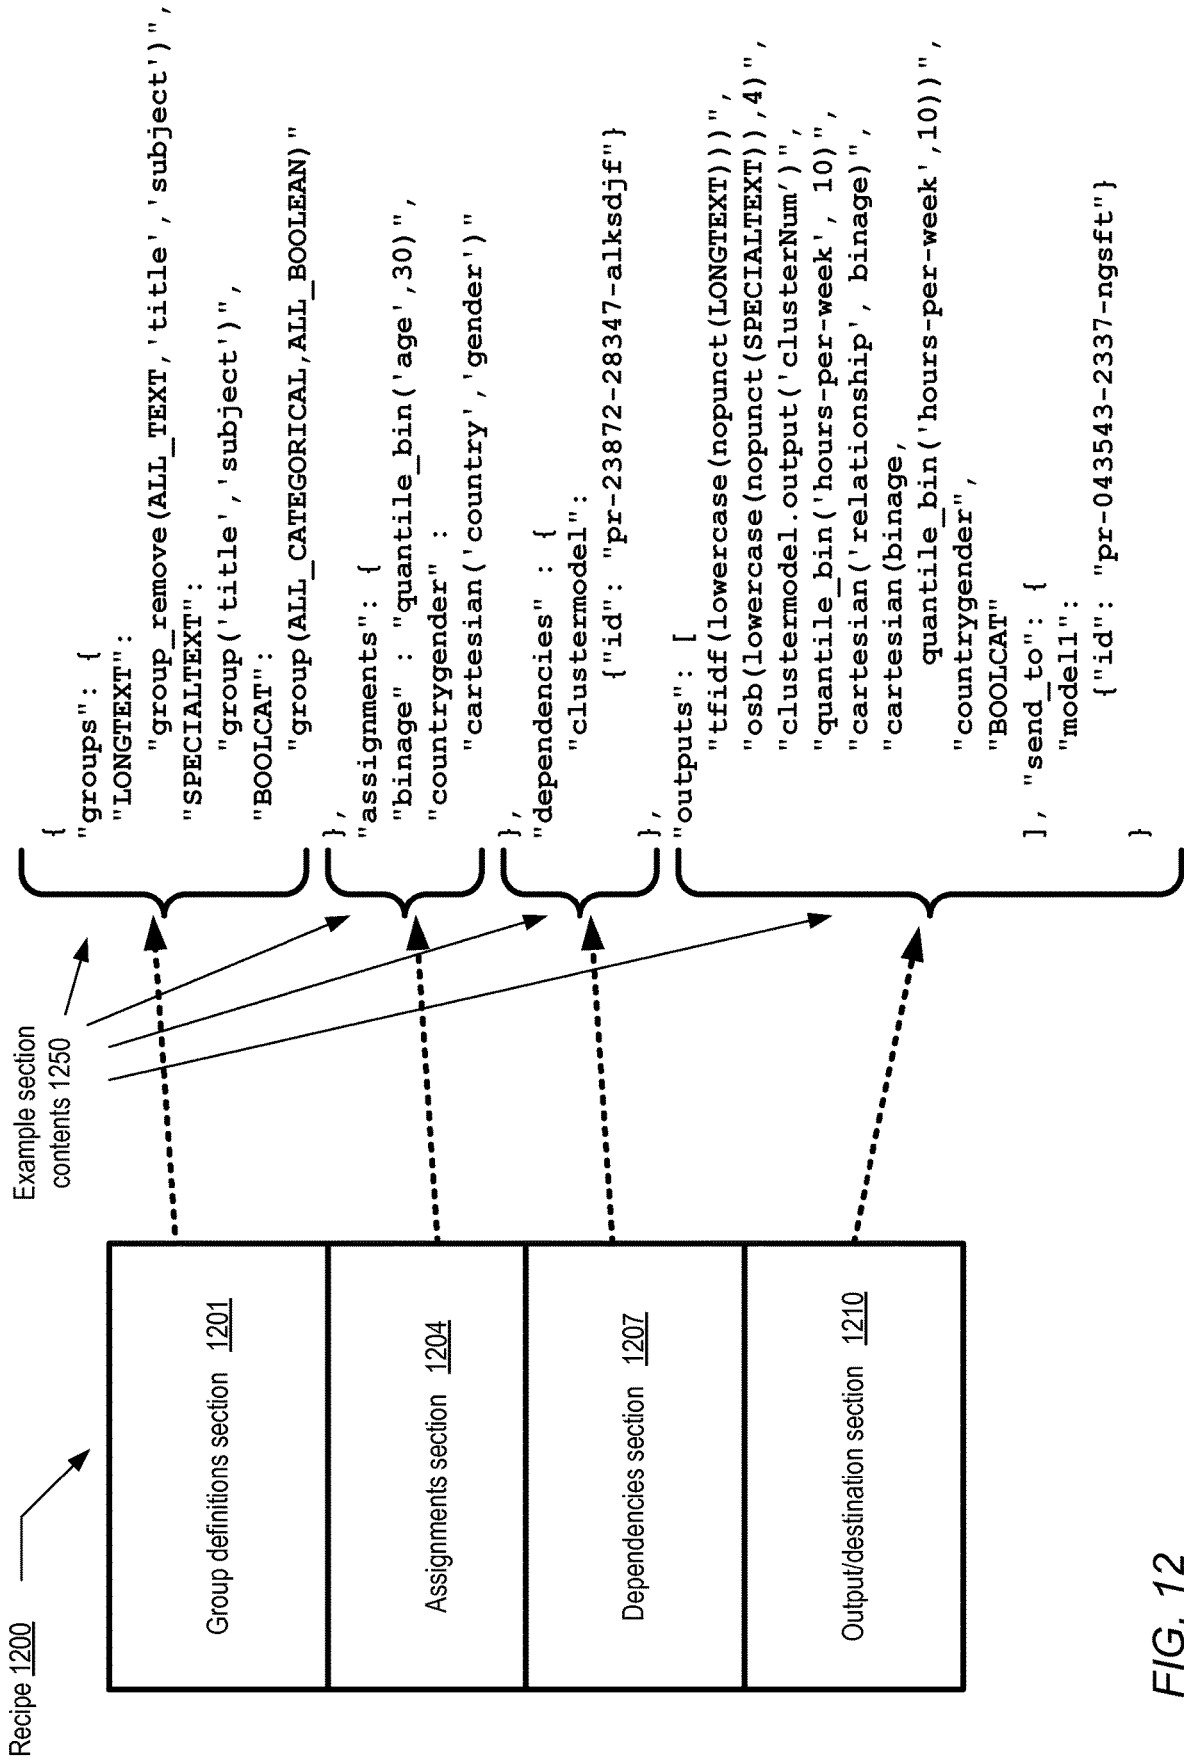 Recipe 1200
Group definitions section 1201
Assignments section 1204
Dependencies section 1207
Output/destination section 1210
Example section
contents 1250
{
"groups": {
"LONGTEXT":
"group_remove(ALL_TEXT,'title','subject')",
"SPECIALTEXT":
"group('title','subject')",
"BOOLCAT":
"group(ALL_CATEGORICAL,ALL_BOOLEAN)"
},
"assignments": {
"binage" : "quantile_bin('age',30)",
"countrygender" :
"cartesian('country','gender')"
},
"dependencies" : {
"clustermodel":
{"id": "pr-23872-28347-alksdjf"}
},
"outputs": [
"tfidf(lowercase(nopunct(LONGTEXT)))",
"osb(lowercase(nopunct(SPECIALTEXT)),4)",
"clustermodel.output('clusterNum')",
"quantile_bin('hours-per-week', 10)",
"cartesian('relationship', binage)",
"cartesian(binage,
quantile_bin('hours-per-week',10))",
"countrygender",
"BOOLCAT"
], "send_to": {
"model1":
{"id": "pr-043543-2337-ngsft"}
}
FIG. 12